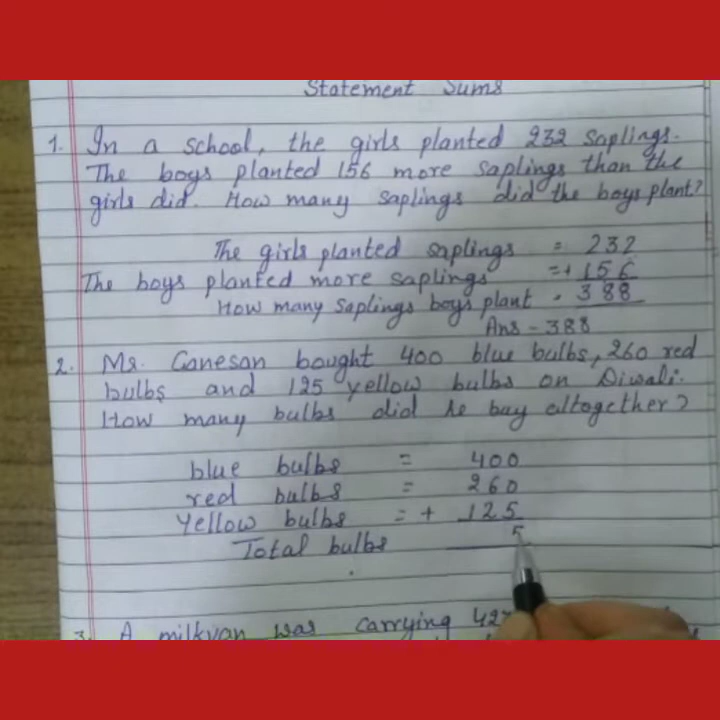 Statement Sums
1. In a school, the girls planted 232 saplings.
The boys planted 156 more saplings than the
girls did. How many saplings did the boys plant?
The girls planted saplings = 232
The boys planted more saplings =+ 156
How many saplings boys plant = 388
Ans - 388
2. Mr. Ganesan bought 400 blue bulbs, 260 red
bulbs and 125 yellow bulbs on Diwali.
How many bulbs did he buy altogether?
blue bulbs = 400
red bulbs = 260
Yellow bulbs = + 125
Total bulbs 5
3. A milkvan was carrying